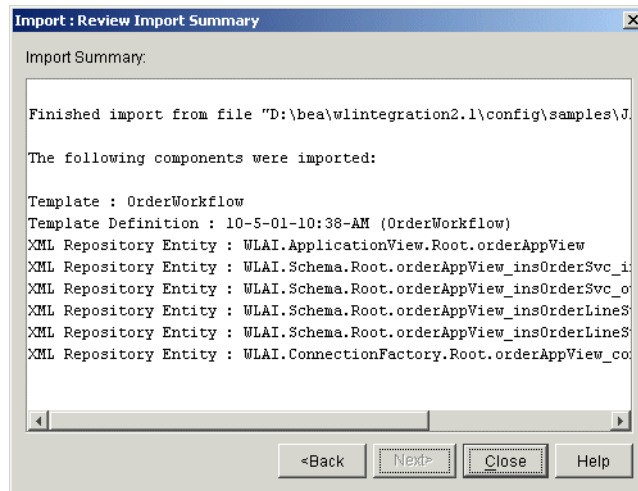 Import : Review Import Summary
Import Summary:
Finished import from file "D:\bea\wlintegration2.1\config\samples\J
The following components were imported:
Template : OrderWorkflow
Template Definition : 10-5-01-10:38-AM (OrderWorkflow)
XML Repository Entity : WLAI.ApplicationView.Root.orderAppView
XML Repository Entity : WLAI.Schema.Root.orderAppView_insOrderSvc_i
XML Repository Entity : WLAI.Schema.Root.orderAppView_insOrderSvc_o
XML Repository Entity : WLAI.Schema.Root.orderAppView_insOrderLineS
XML Repository Entity : WLAI.Schema.Root.orderAppView_insOrderLineS
XML Repository Entity : WLAI.ConnectionFactory.Root.orderAppView_co
<Back Next> Close Help